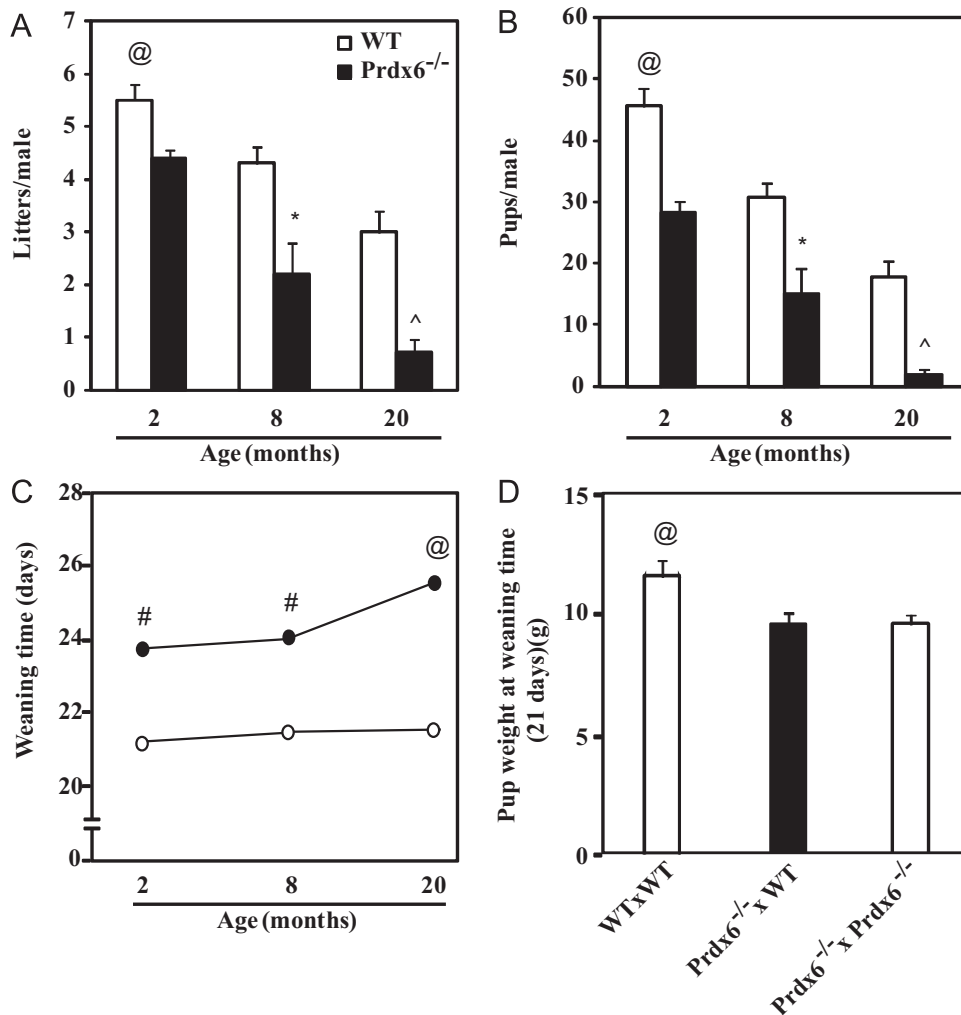 A
7
6
5
4
3
2
1
0
Litters/male
@
*
^
WT
Prdx6-/-
2 8 20
Age (months)
B
60
50
40
30
20
10
0
Pups/male
@
*
^
2 8 20
Age (months)
C
28
26
24
22
20
0
Weaning time (days)
#
#
@
2 8 20
Age (months)
D
15
10
5
0
Pup weight at weaning time
(21 days)(g)
@
WTxWT
Prdx6-/- x WT
Prdx6-/- x Prdx6-/-